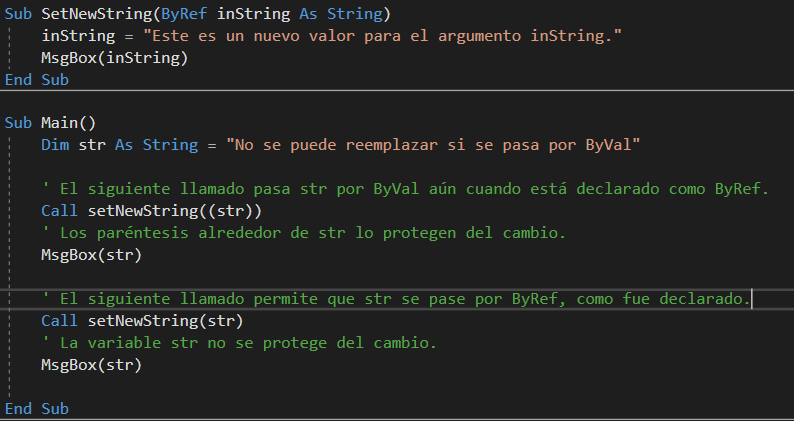 Sub SetNewString(ByRef inString As String)
inString = "Este es un nuevo valor para el argumento inString."
MsgBox(inString)
End Sub
Sub Main()
Dim str As String = "No se puede reemplazar si se pasa por ByVal"
' El siguiente llamado pasa str por ByVal aún cuando está declarado como ByRef.
Call setNewString((str))
' Los paréntesis alrededor de str lo protegen del cambio.
MsgBox(str)
' El siguiente llamado permite que str se pase por ByRef, como fue declarado.
Call setNewString(str)
' La variable str no se protege del cambio.
MsgBox(str)
End Sub